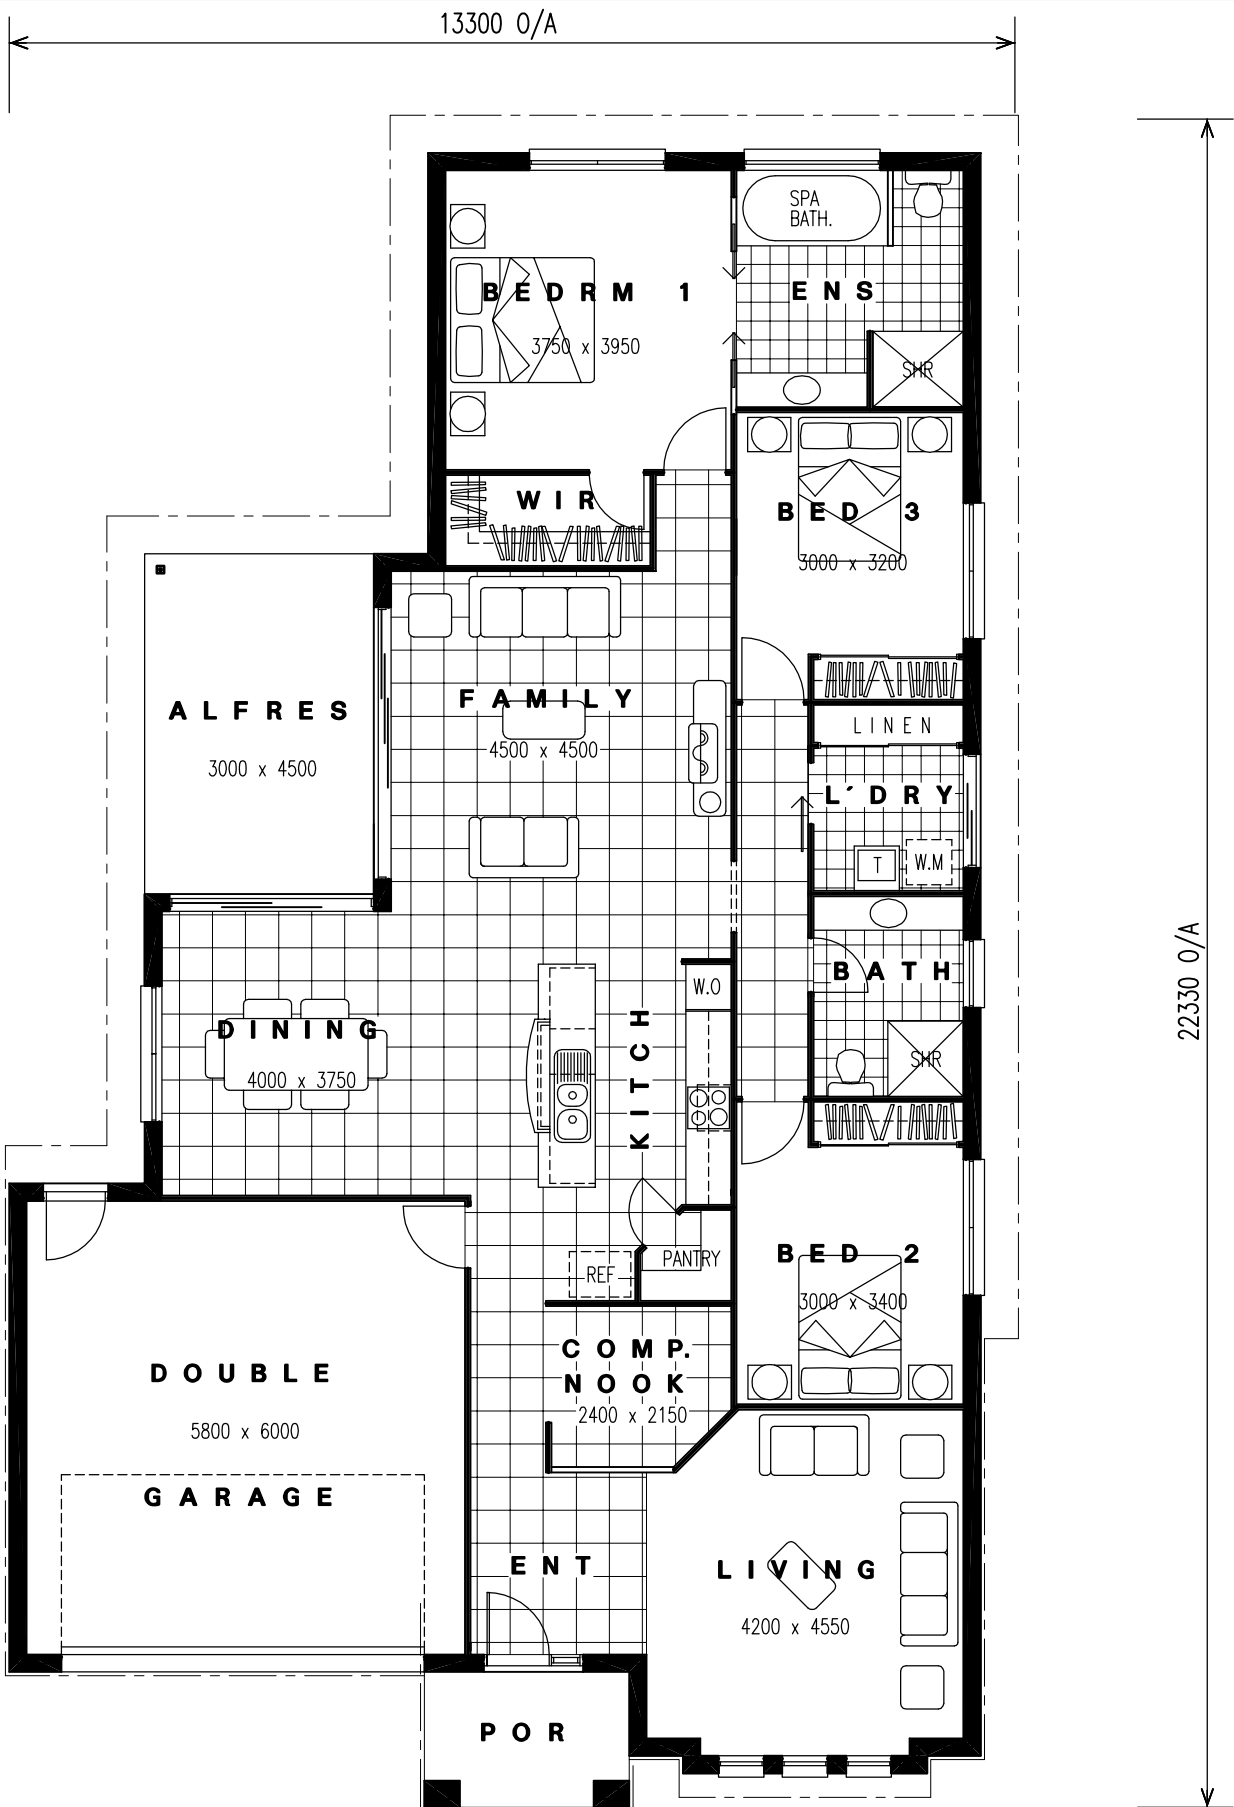 13300 O/A
SPA
BATH.
BEDRM 1
3750 x 3950
ENS
SHR
WIR
BED 3
3000 x 3200
ALFRES
3000 x 4500
FAMILY
4500 x 4500
LINEN
L'DRY
T
W.M
22330 O/A
BATH
SHR
W.O
KITCH
DINING
4000 x 3750
PANTRY
REF
BED 2
3000 x 3400
COMP.
NOOK
2400 x 2150
DOUBLE
5800 x 6000
GARAGE
ENT
LIVING
4200 x 4550
POR